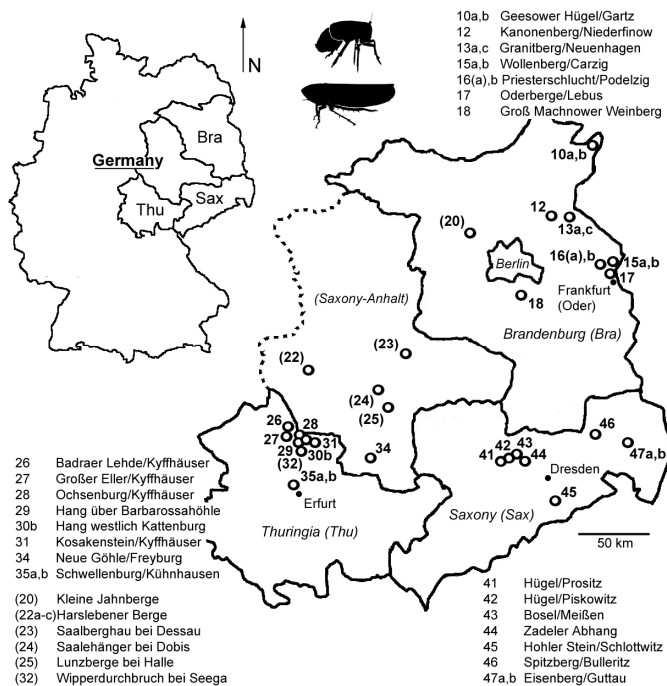 10a,b Geesower Hügel/Gartz
12 Kanonenberg/Niederfinow
13a,c Granitberg/Neuenhagen
15a,b Wollenberg/Carzig
16(a),b Priesterschlucht/Podelzig
17 Oderberge/Lebus
18 Groß Machnower Weinberg
N
Germany
Bra
Thu
Sax
10a,b
12
13a,c
(20)
16(a),b
15a,b
17
Berlin
Frankfurt
(Oder)
18
Brandenburg (Bra)
(Saxony-Anhalt)
(22)
(23)
(24)
(25)
26
27
28
29
30b
31
(32)
34
35a,b
Erfurt
Thuringia (Thu)
41
42
43
44
Dresden
45
46
47a,b
Saxony (Sax)
50 km
26 Badraer Lehde/Kyffhäuser
27 Großer Eller/Kyffhäuser
28 Ochsenburg/Kyffhäuser
29 Hang über Barbarossahöhle
30b Hang westlich Kattenburg
31 Kosakenstein/Kyffhäuser
34 Neue Göhle/Freyburg
35a,b Schwellenburg/Kühnhausen
(20) Kleine Jahnberge
(22a-c)Harslebener Berge
(23) Saalberghau bei Dessau
(24) Saalehänger bei Dobis
(25) Lunzberge bei Halle
(32) Wipperdurchbruch bei Seega
41 Hügel/Prositz
42 Hügel/Piskowitz
43 Bosel/Meißen
44 Zadeler Abhang
45 Hohler Stein/Schlottwitz
46 Spitzberg/Bulleritz
47a,b Eisenberg/Guttau